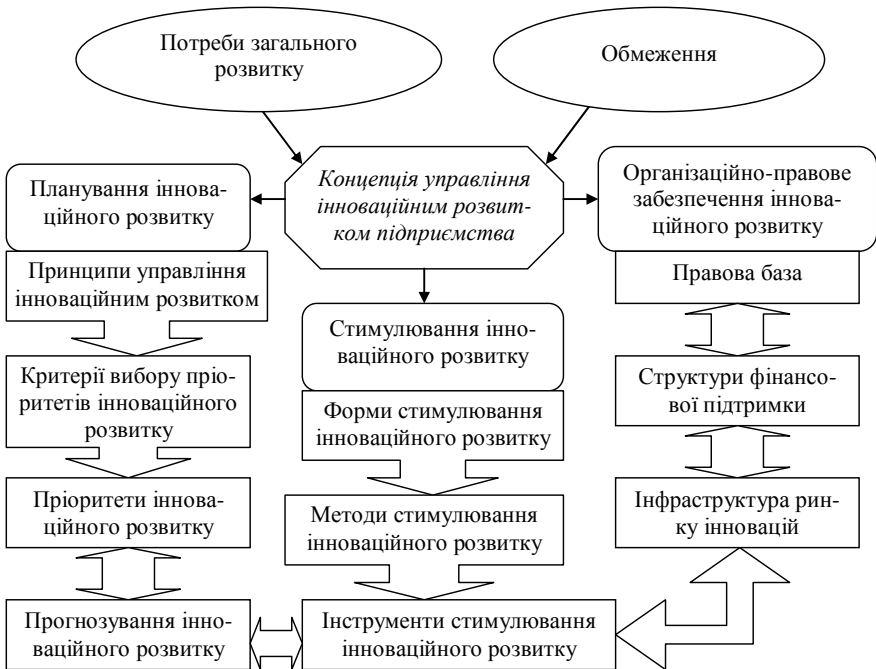 Потреби загального
розвитку
Обмеження
Планування іннова-
ційного розвитку
Концепція управління
інноваційним розвит-
ком підприємства
Організаційно-правове
забезпечення іннова-
ційного розвитку
Принципи управління
інноваційним розвитком
Правова база
Стимулювання інно-
ваційного розвитку
Критерії вибору пріо-
ритетів інноваційного
розвитку
Форми стимулювання
інноваційного розвитку
Структури фінансо-
вої підтримки
Пріоритети іннова-
ційного розвитку
Методи стимулювання
інноваційного розвитку
Інфраструктура рин-
ку інновацій
Прогнозування інно-
ваційного розвитку
Інструменти стимулювання
інноваційного розвитку